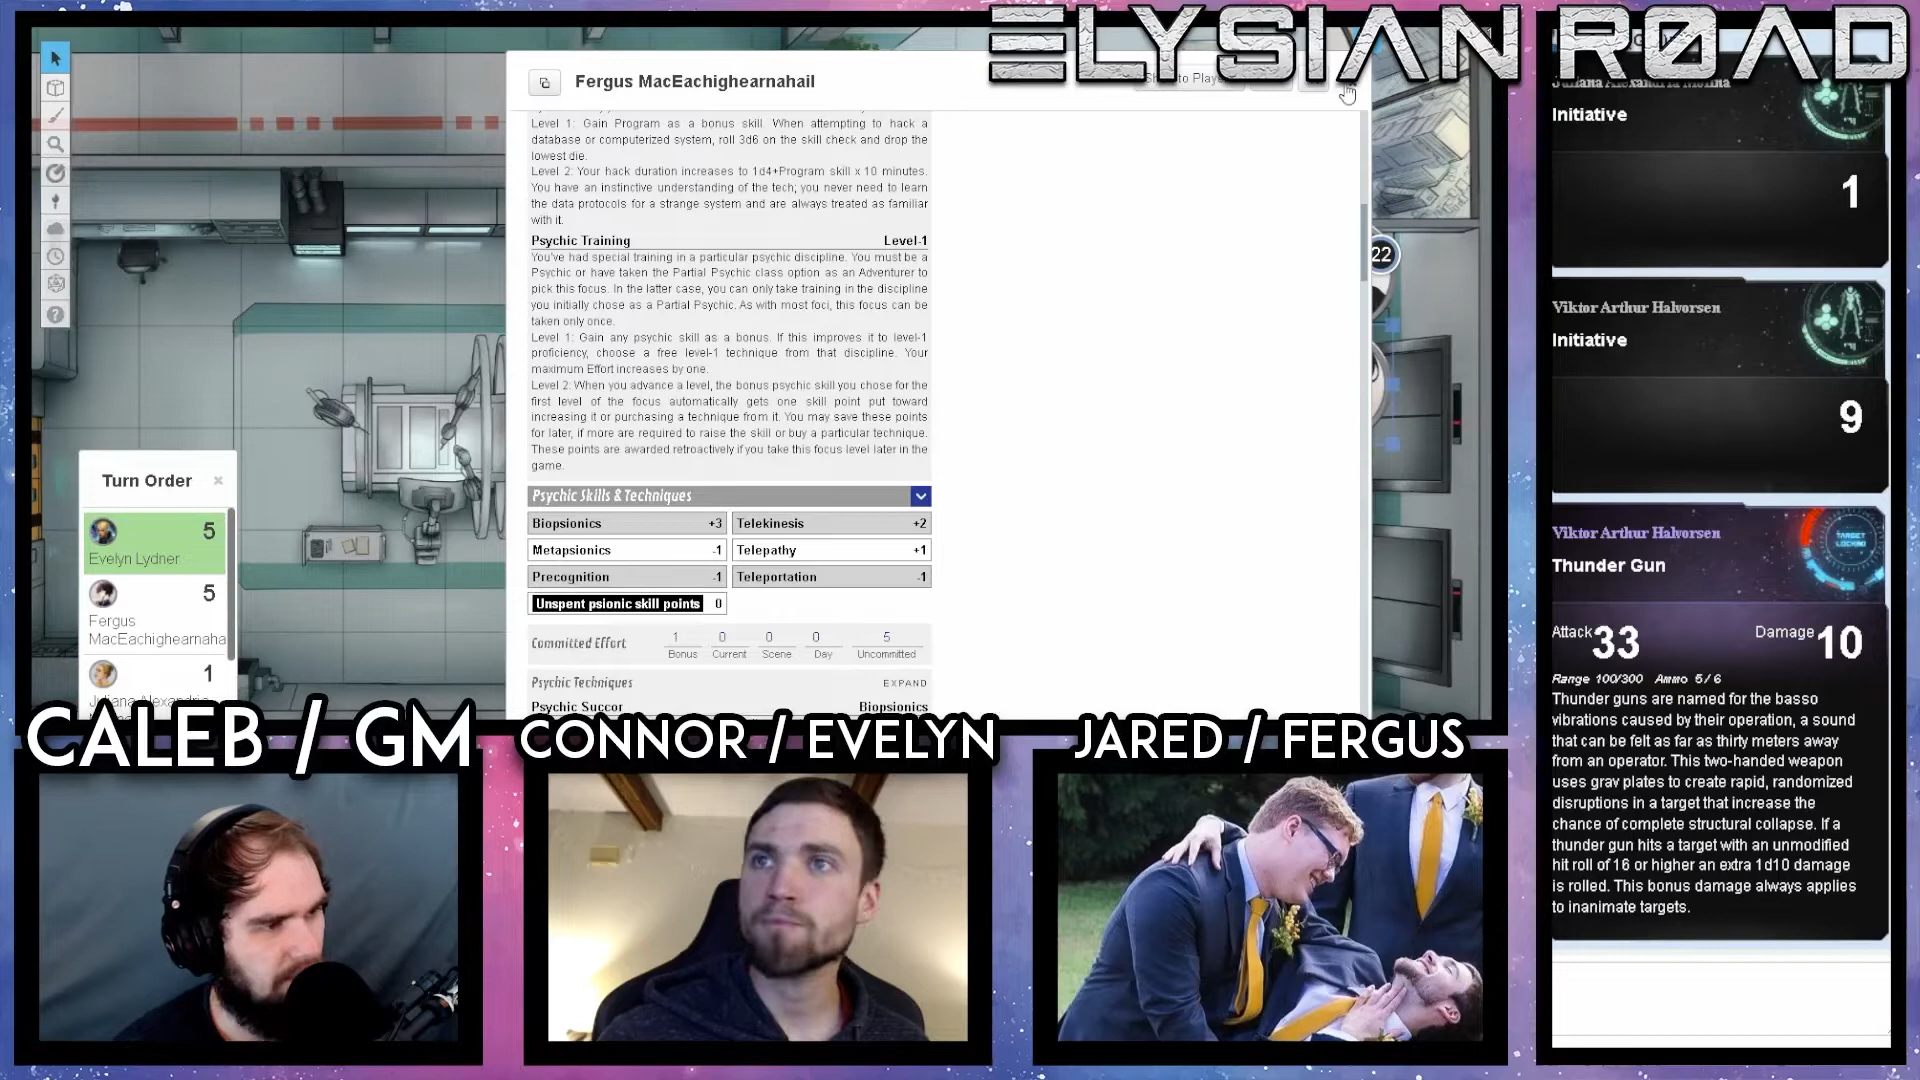 ELYSIAN RØAD
Fergus MacEachighearnahail
Level 1: Gain Program as a bonus skill. When attempting to hack a
database or computerized system, roll 3d6 on the skill check and drop the
lowest die.
Level 2: Your hack duration increases to 1d4+Program skill x 10 minutes.
You have an instinctive understanding of the tech; you never need to learn
the data protocols for a strange system and are always treated as familiar
with it.
Psychic Training Level-1
You've had special training in a particular psychic discipline. You must be a
Psychic or have taken the Partial Psychic class option as an Adventurer to
pick this focus. In the latter case, you can only take training in the discipline
you initially chose as a Partial Psychic. As with most foci, this focus can be
taken only once.
Level 1: Gain any psychic skill as a bonus. If this improves it to level-1
proficiency, choose a free level-1 technique from that discipline. Your
maximum Effort increases by one.
Level 2: When you advance a level, the bonus psychic skill you chose for the
first level of the focus automatically gets one skill point put toward
increasing it or purchasing a technique from it. You may save these points
for later, if more are required to raise the skill or buy a particular technique.
These points are awarded retroactively if you take this focus level later in the
game.
Psychic Skills & Techniques
Biopsionics +3 Telekinesis +2
Metapsionics -1 Telepathy +1
Precognition -1 Teleportation -1
Unspent psionic skill points 0
Committed Effort 1 0 0 0 5
Bonus Current Scene Day Uncommitted
Psychic Techniques EXPAND
Psychic Succor Biopsionics
22
Turn Order ×
5
Evelyn Lydner
5
Fergus
MacEachighearnaha
1
Juliana Alexandria
Juliana Alexandria Molina
Initiative
1
Viktor Arthur Halvorsen
Initiative
9
Viktor Arthur Halvorsen
TARGET
LOCKING
Thunder Gun
Attack 33 Damage 10
Range 100/300 Ammo 5/6
Thunder guns are named for the basso
vibrations caused by their operation, a sound
that can be felt as far as thirty meters away
from an operator. This two-handed weapon
uses grav plates to create rapid, randomized
disruptions in a target that increase the
chance of complete structural collapse. If a
thunder gun hits a target with an unmodified
hit roll of 16 or higher an extra 1d10 damage
is rolled. This bonus damage always applies
to inanimate targets.
CALEB / GM
CONNOR / EVELYN
JARED / FERGUS